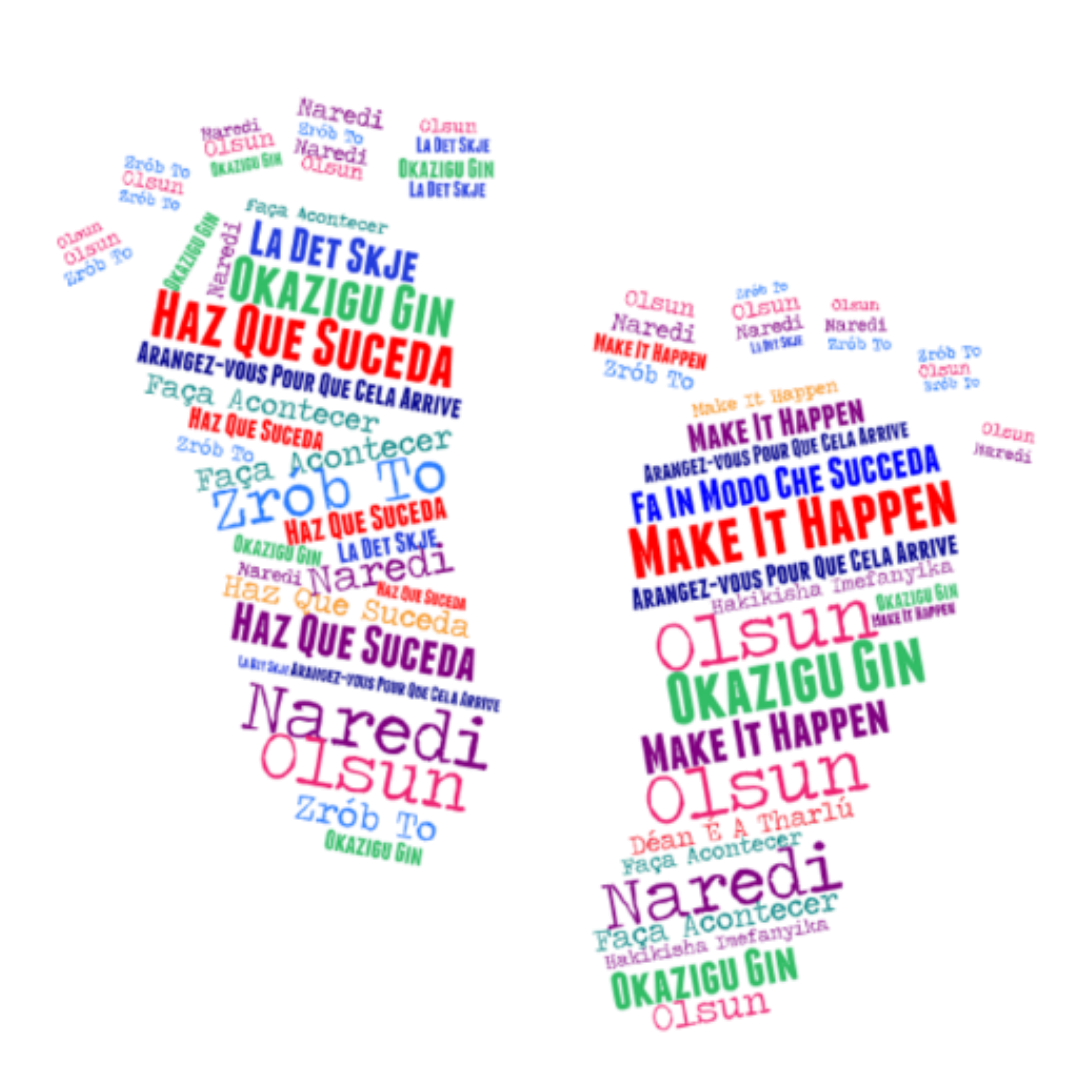 Olsun
Olsun
Zrób To
Zrób To
Olsun
Zrób To
Naredi
Olsun
Okazigu Gin
Naredi
Zrób To
Naredi
Olsun
Olsun
La Det Skje
Okazigu Gin
La Det Skje
Okazigu Gin
Naredi
Faça Acontecer
La Det Skje
Okazigu Gin
Haz Que Suceda
Arangez-vous Pour Que Cela Arrive
Faça Acontecer
Haz Que Suceda
Zrób To
Faça Acontecer
Zrób To
Haz Que Suceda
Okazigu Gin
La Det Skje
Naredi
Naredi
Haz Que Suceda
Haz Que Suceda
Haz Que Suceda
La Det Skje
Arangez-vous Pour Que Cela Arrive
Naredi
Olsun
Zrób To
Okazigu Gin
Olsun
Naredi
Make It Happen
Zrób To
Zrób To
Olsun
Naredi
La Det Skje
Olsun
Naredi
Zrób To
Zrób To
Olsun
Zrób To
Olsun
Naredi
Make It Happen
Make It Happen
Arangez-vous Pour Que Cela Arrive
Fa In Modo Che Succeda
Make It Happen
Arangez-vous Pour Que Cela Arrive
Hakikisha Imefanyika
Olsun
Okazigu Gin
Make It Happen
Okazigu Gin
Make It Happen
Olsun
Déan É A Tharlú
Faça Acontecer
Naredi
Faça Acontecer
Hakikisha Imefanyika
Okazigu Gin
Olsun